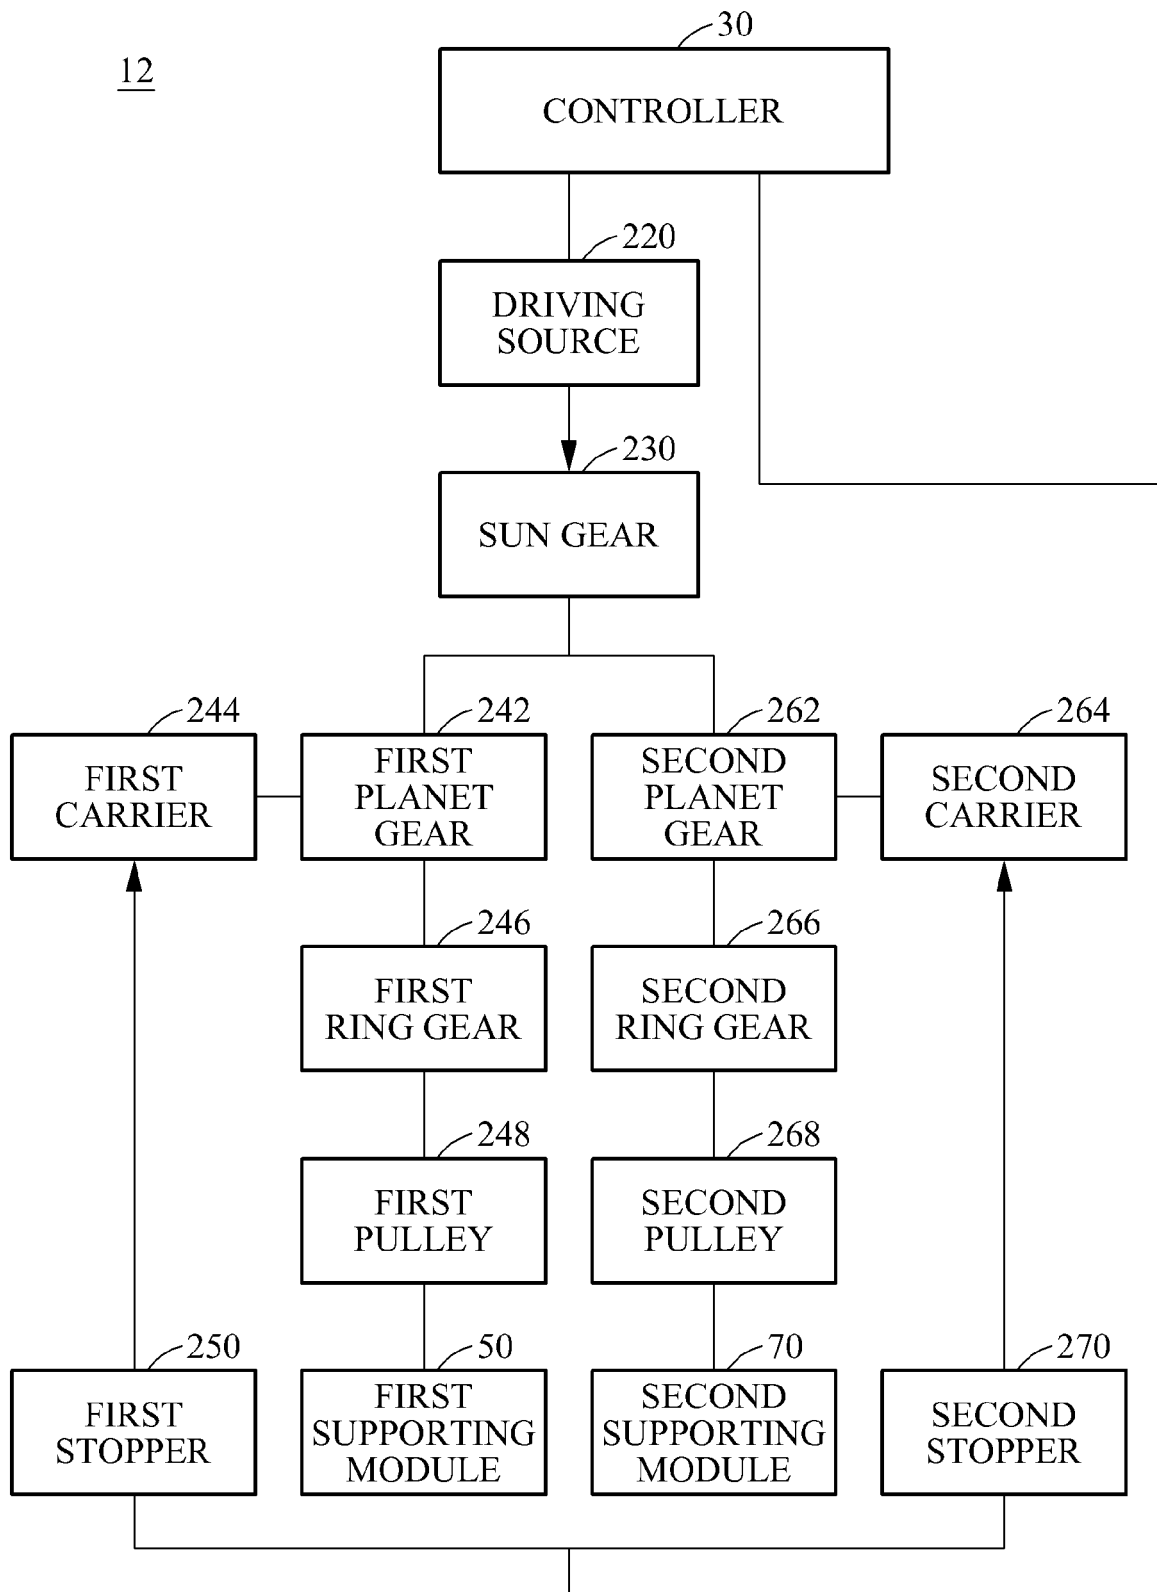 30
12
CONTROLLER
220
DRIVING
SOURCE
230
SUN GEAR
244
242
262
264
FIRST
CARRIER
FIRST
PLANET
GEAR
SECOND
PLANET
GEAR
SECOND
CARRIER
246
266
FIRST
RING GEAR
SECOND
RING GEAR
248
268
FIRST
PULLEY
SECOND
PULLEY
250
50
70
270
FIRST
STOPPER
FIRST
SUPPORTING
MODULE
SECOND
SUPPORTING
MODULE
SECOND
STOPPER